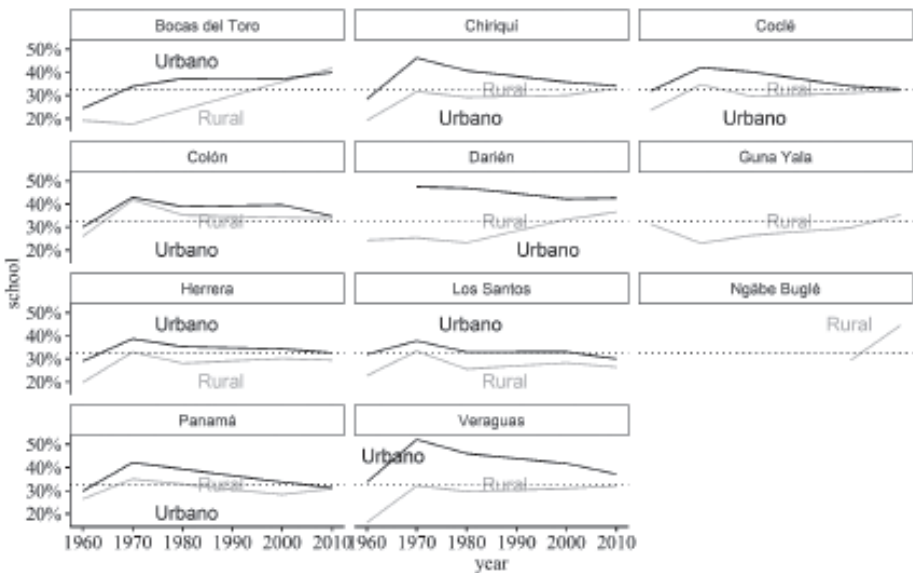 Bocas del Toro
Chiriquí
Coclé
50%
40%
30%
20%
Urbano
Rural
Rural
Urbano
Rural
Urbano
Colón
Darién
Guna Yala
50%
40%
30%
20%
Rural
Urbano
Rural
Urbano
Rural
school
Herrera
Los Santos
Ngäbe Buglé
50%
40%
30%
20%
Urbano
Rural
Urbano
Rural
Rural
Panamá
Veraguas
50%
40%
30%
20%
Rural
Urbano
Urbano
Rural
1960 1970 1980 1990 2000 2010
1960 1970 1980 1990 2000 2010
year